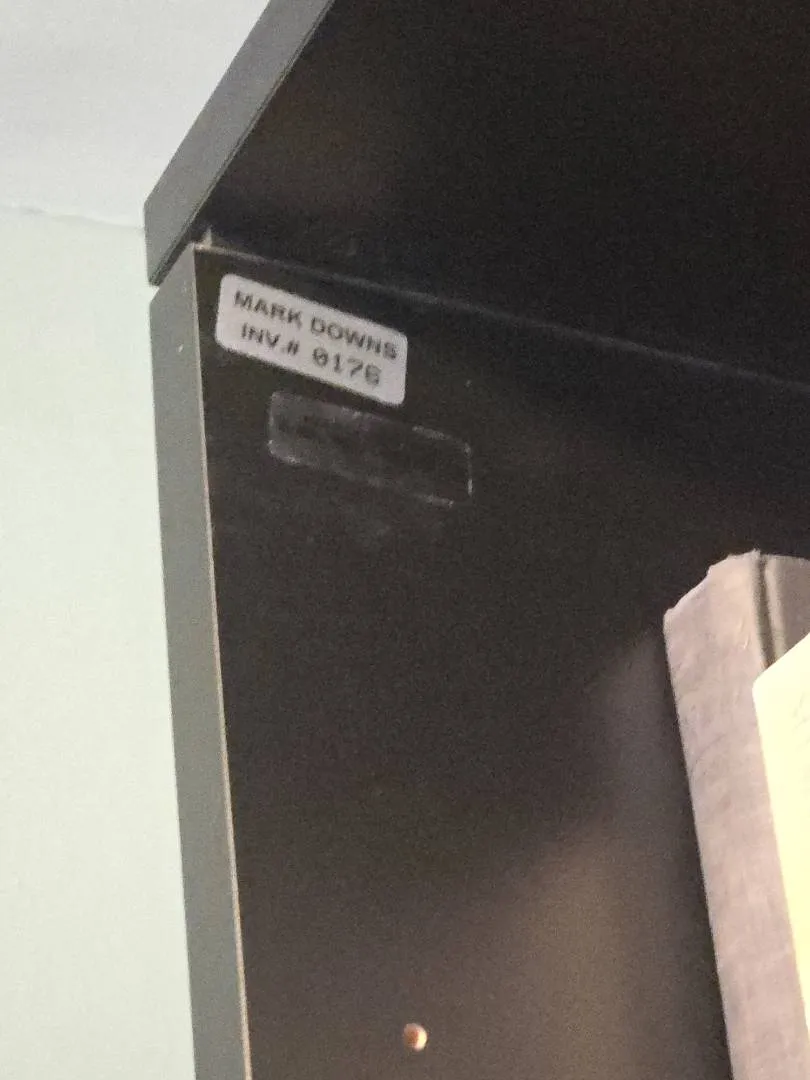 MARK DOWNS
INV.# 0176